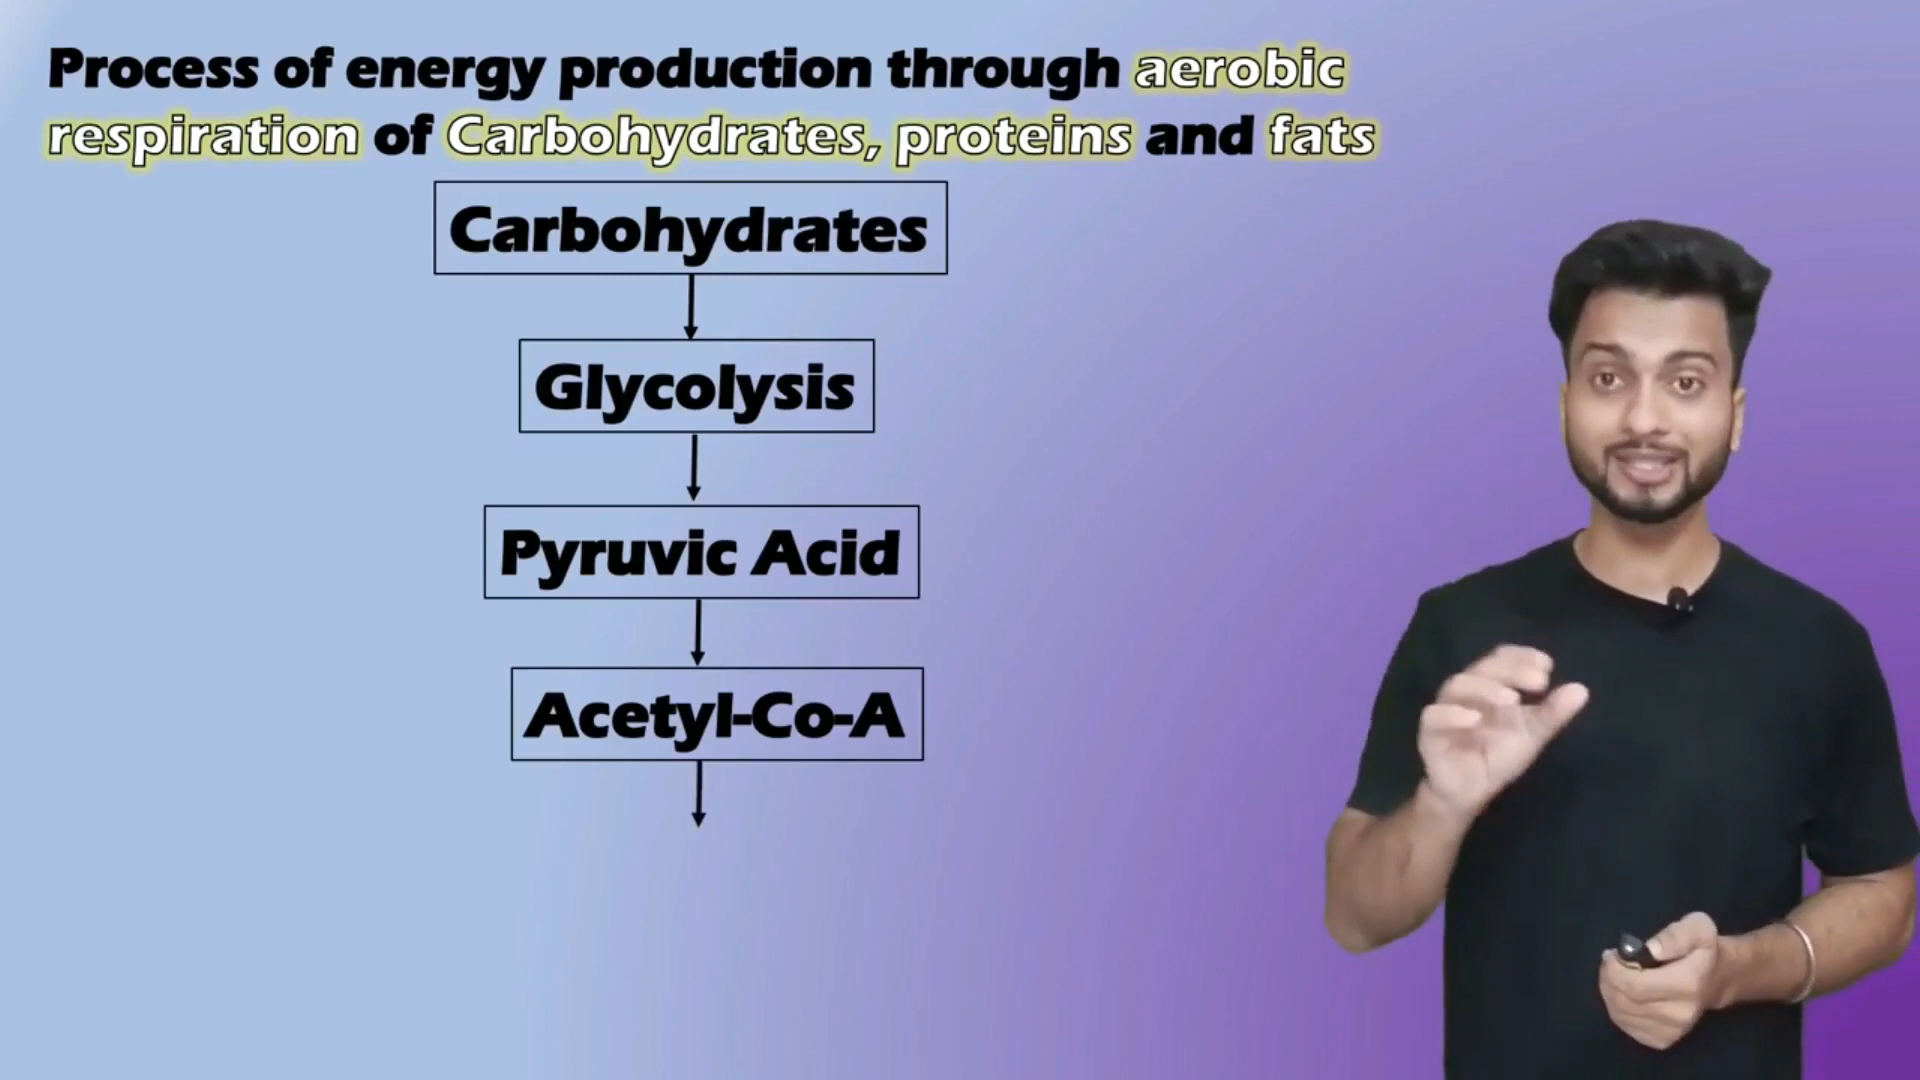 Process of energy production through aerobic
respiration of Carbohydrates, proteins and fats
Carbohydrates
Glycolysis
Pyruvic Acid
Acetyl-Co-A